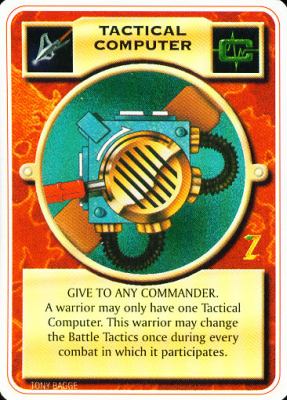 TACTICAL
COMPUTER
GIVE TO ANY COMMANDER.
A warrior may only have one Tactical
Computer. This warrior may change
the Battle Tactics once during every
combat in which it participates.
TONY BAGGE